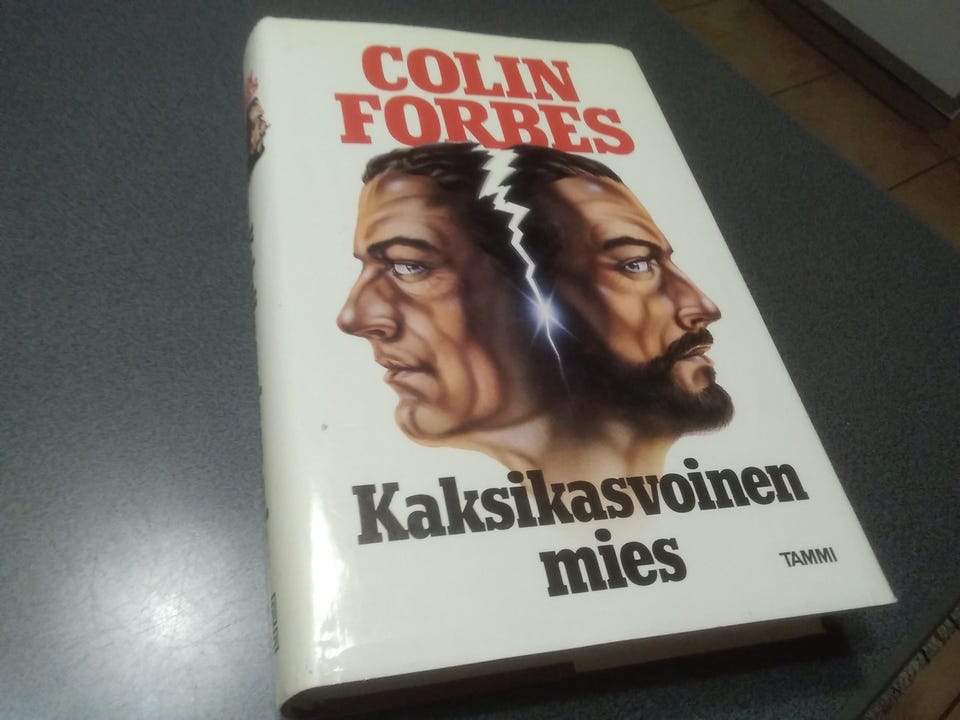 COLIN
FORBES
Kaksikasvoinen
mies
TAMMI